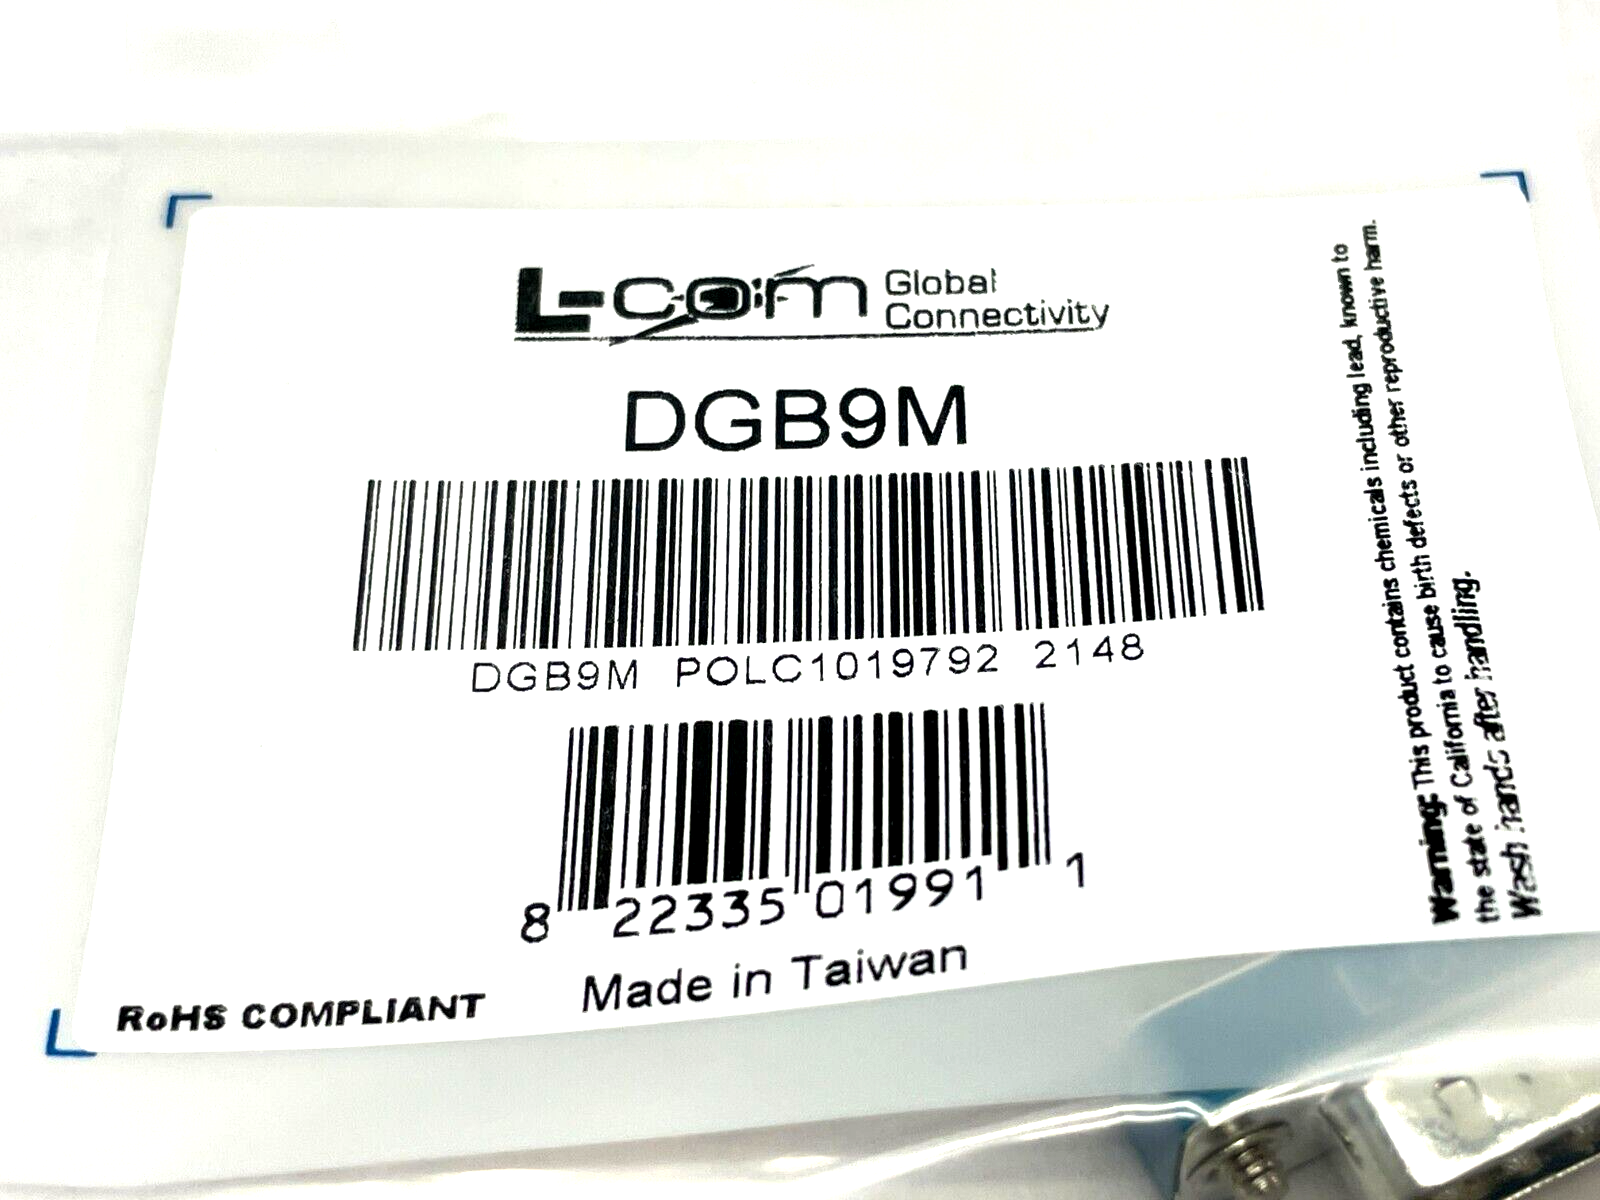 L-com Global
Connectivity
DGB9M
DGB9M POLC1019792 2148
8 22335 01991 1
Made in Taiwan
RoHS COMPLIANT
Warning: This product contains chemicals including lead, known to
the state of California to cause birth defects or other reproductive harm.
Wash hands after handling.